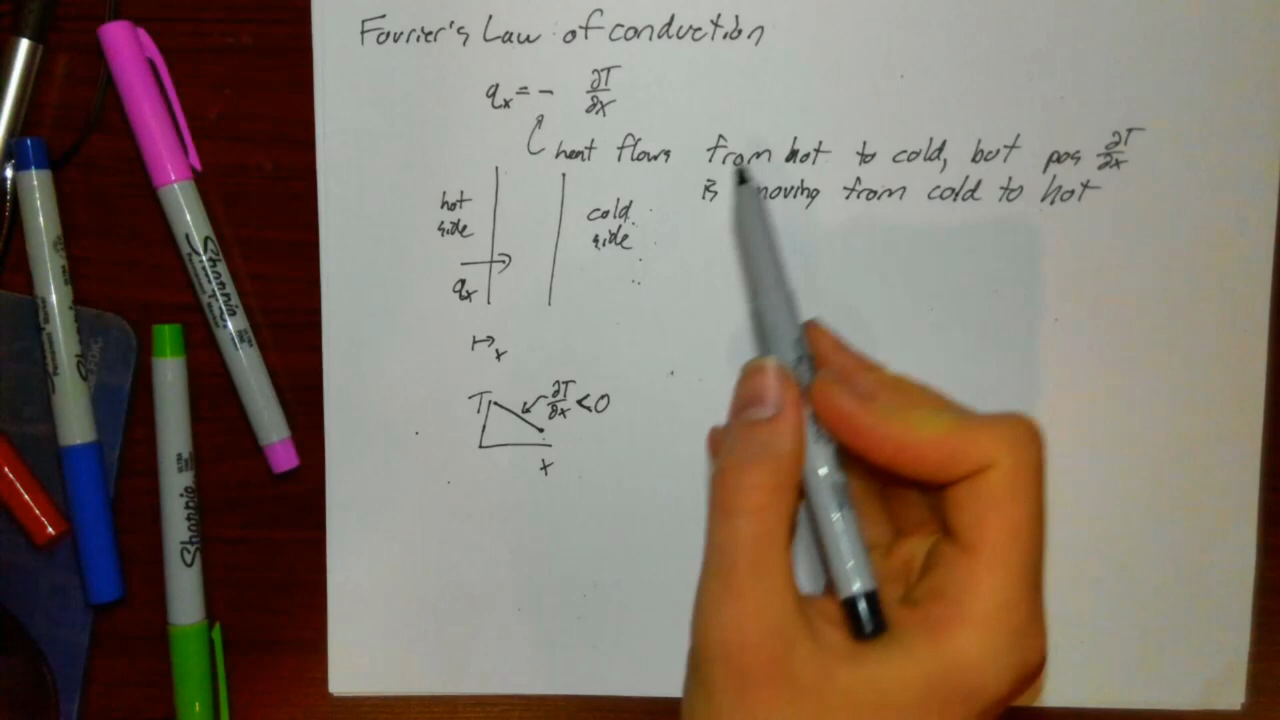 Fourier's Law of conduction
qx = - ∂T/∂x
heat flows from hot to cold, but pos ∂T/∂x
is moving from cold to hot
hot side
cold side
qx
x
T
∂T/∂x < 0
x
Sharpie
Sharpie